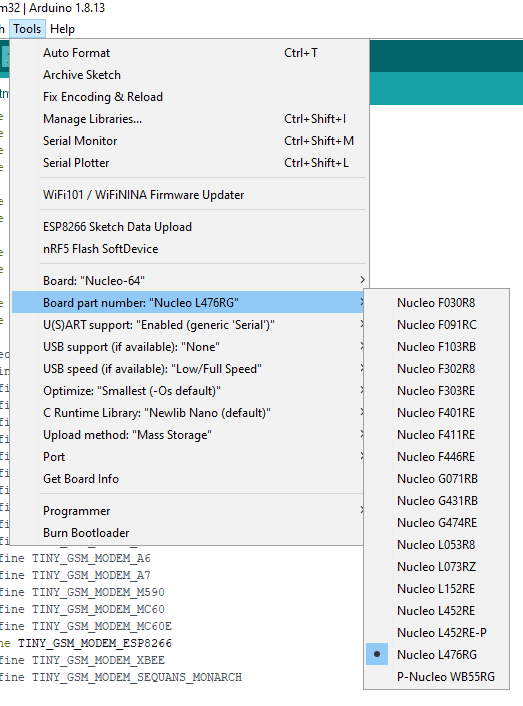 m32 | Arduino 1.8.13
h Tools Help
Auto Format Ctrl+T
Archive Sketch
Fix Encoding & Reload
Manage Libraries... Ctrl+Shift+I
Serial Monitor Ctrl+Shift+M
Serial Plotter Ctrl+Shift+L
WiFi101 / WiFiNINA Firmware Updater
ESP8266 Sketch Data Upload
nRF5 Flash SoftDevice
Board: "Nucleo-64"
Board part number: "Nucleo L476RG"
U(S)ART support: "Enabled (generic 'Serial')"
USB support (if available): "None"
USB speed (if available): "Low/Full Speed"
Optimize: "Smallest (-Os default)"
C Runtime Library: "Newlib Nano (default)"
Upload method: "Mass Storage"
Port
Get Board Info
Programmer
Burn Bootloader
Nucleo F030R8
Nucleo F091RC
Nucleo F103RB
Nucleo F302R8
Nucleo F303RE
Nucleo F401RE
Nucleo F411RE
Nucleo F446RE
Nucleo G071RB
Nucleo G431RB
Nucleo G474RE
Nucleo L053R8
Nucleo L073RZ
Nucleo L152RE
Nucleo L452RE
Nucleo L452RE-P
Nucleo L476RG
P-Nucleo WB55RG
fine TINY_GSM_MODEM_A6
fine TINY_GSM_MODEM_A7
fine TINY_GSM_MODEM_M590
fine TINY_GSM_MODEM_MC60
fine TINY_GSM_MODEM_MC60E
ne TINY_GSM_MODEM_ESP8266
fine TINY_GSM_MODEM_XBEE
fine TINY_GSM_MODEM_SEQUANS_MONARCH